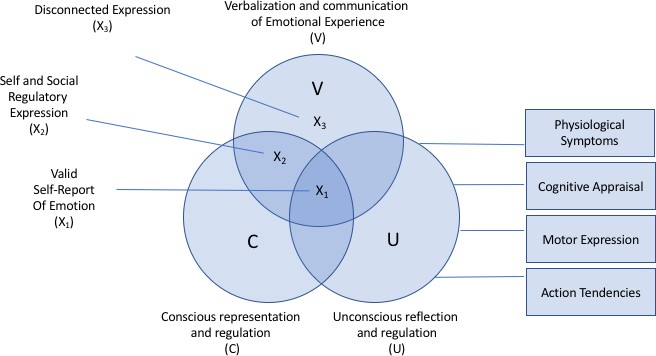 Verbalization and communication
of Emotional Experience
(V)
Disconnected Expression
(X₃)
Self and Social
Regulatory
Expression
(X₂)
Valid
Self-Report
Of Emotion
(X₁)
V
X₃
X₂
X₁
C
U
Physiological
Symptoms
Cognitive Appraisal
Motor Expression
Action Tendencies
Conscious representation
and regulation
(C)
Unconscious reflection
and regulation
(U)